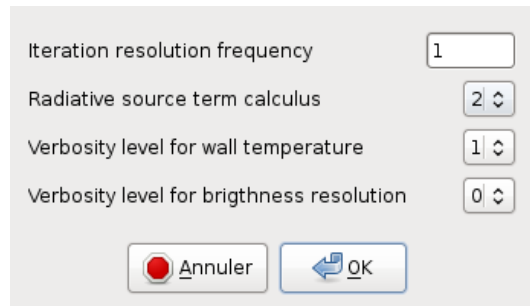 Iteration resolution frequency 1
Radiative source term calculus 2
Verbosity level for wall temperature 1
Verbosity level for brigthness resolution 0
Annuler OK